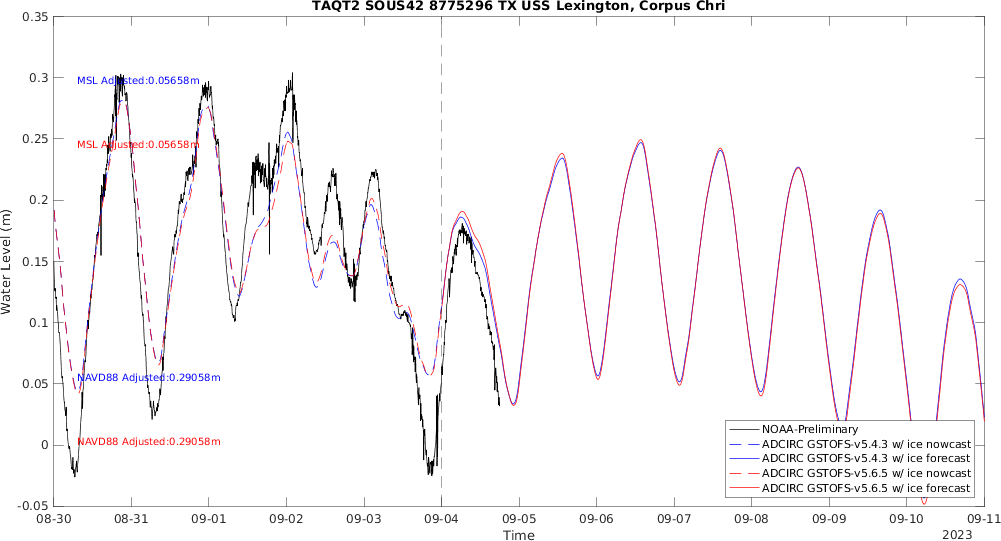 TAQT2 SOUS42 8775296 TX USS Lexington, Corpus Chri
0.35
0.3
0.25
0.2
0.15
0.1
0.05
0
-0.05
Water Level (m)
MSL Adjusted:0.05658m
MSL Adjusted:0.05658m
NAVD88 Adjusted:0.29058m
NAVD88 Adjusted:0.29058m
NOAA-Preliminary
ADCIRC GSTOFS-v5.4.3 w/ ice nowcast
ADCIRC GSTOFS-v5.4.3 w/ ice forecast
ADCIRC GSTOFS-v5.6.5 w/ ice nowcast
ADCIRC GSTOFS-v5.6.5 w/ ice forecast
08-30 08-31 09-01 09-02 09-03 09-04 09-05 09-06 09-07 09-08 09-09 09-10 09-11
Time
2023